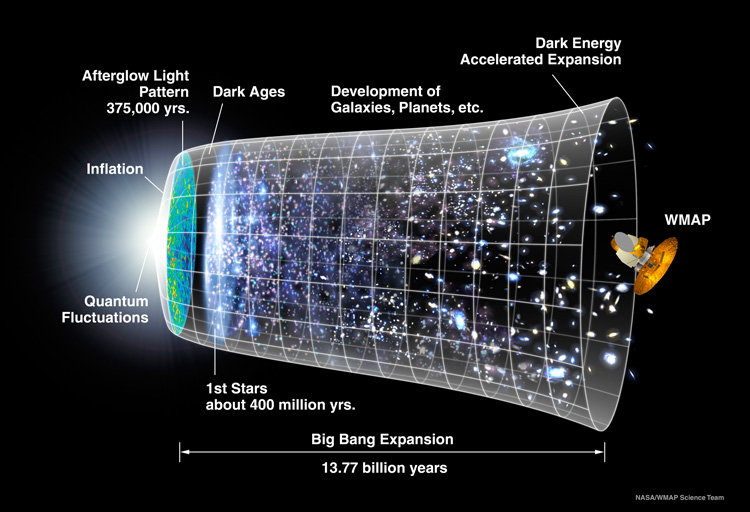 Dark Energy
Accelerated Expansion
Afterglow Light
Pattern
375,000 yrs.
Dark Ages
Development of
Galaxies, Planets, etc.
Inflation
WMAP
Quantum
Fluctuations
1st Stars
about 400 million yrs.
Big Bang Expansion
13.77 billion years
NASA/WMAP Science Team